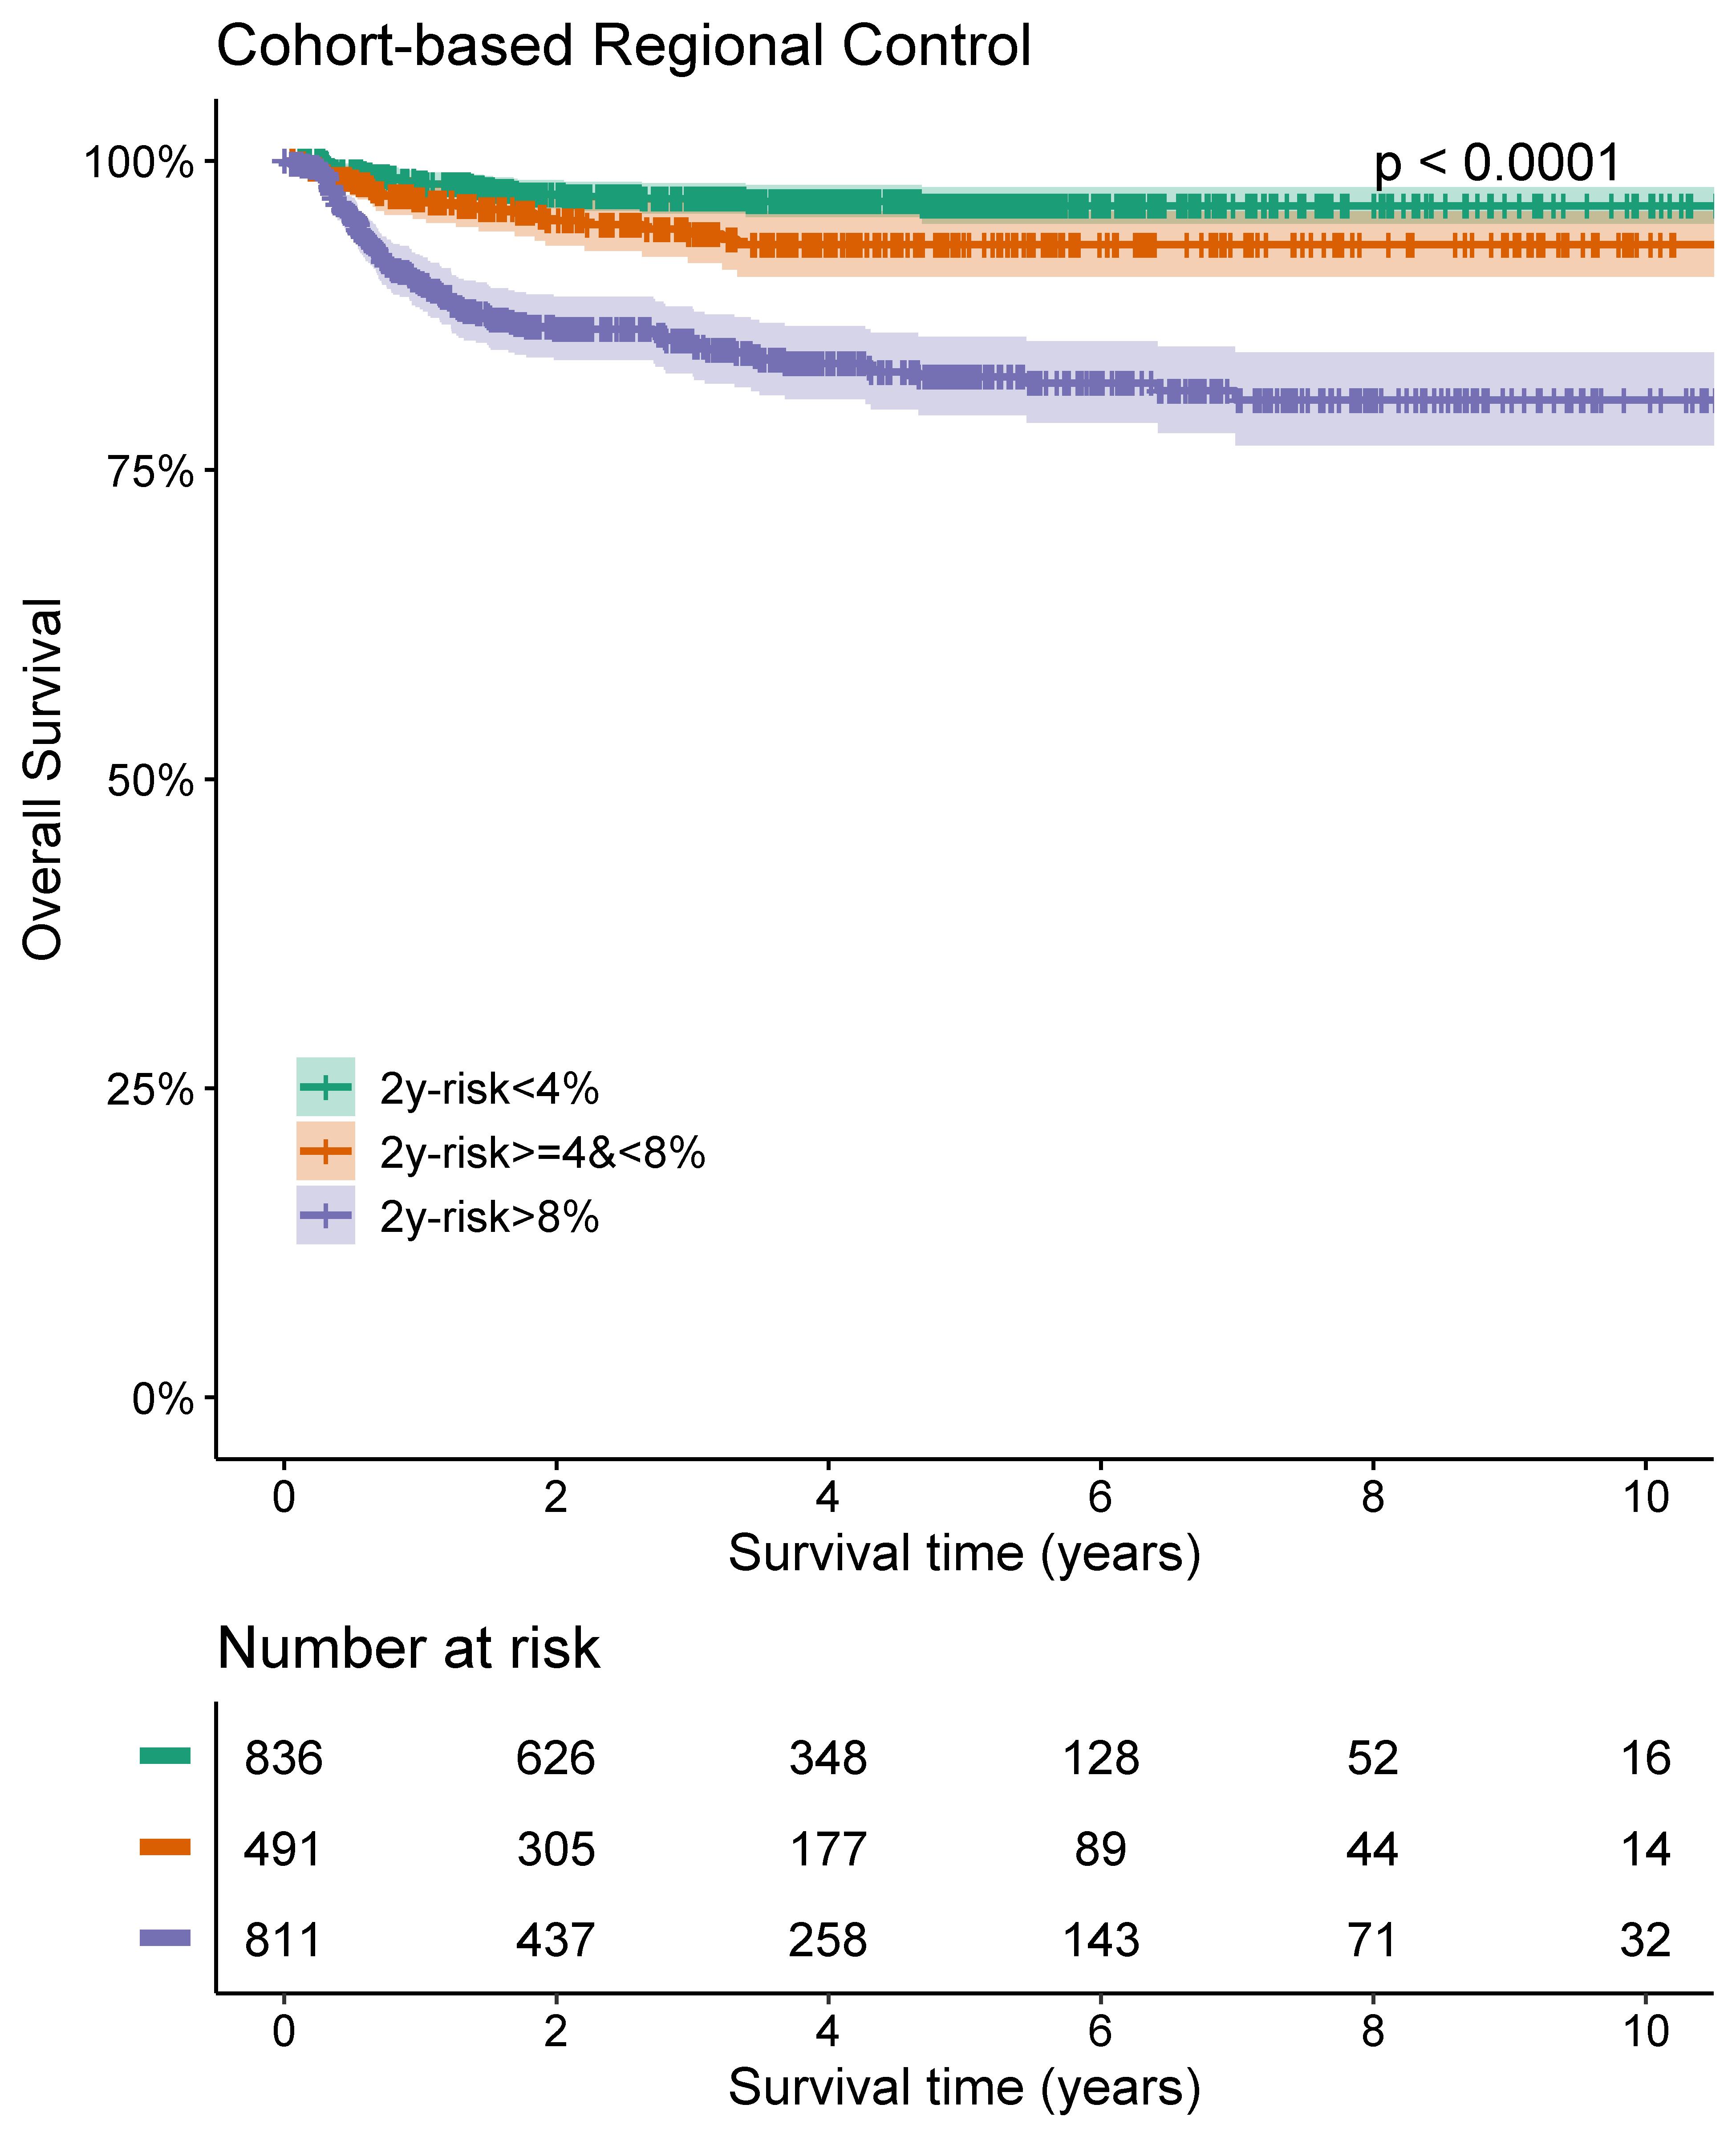 Cohort-based Regional Control
p < 0.0001
Overall Survival
100%
75%
50%
25%
0%
2y-risk<4%
2y-risk>=4&<8%
2y-risk>8%
0 2 4 6 8 10
Survival time (years)
Number at risk
836 626 348 128 52 16
491 305 177 89 44 14
811 437 258 143 71 32
0 2 4 6 8 10
Survival time (years)